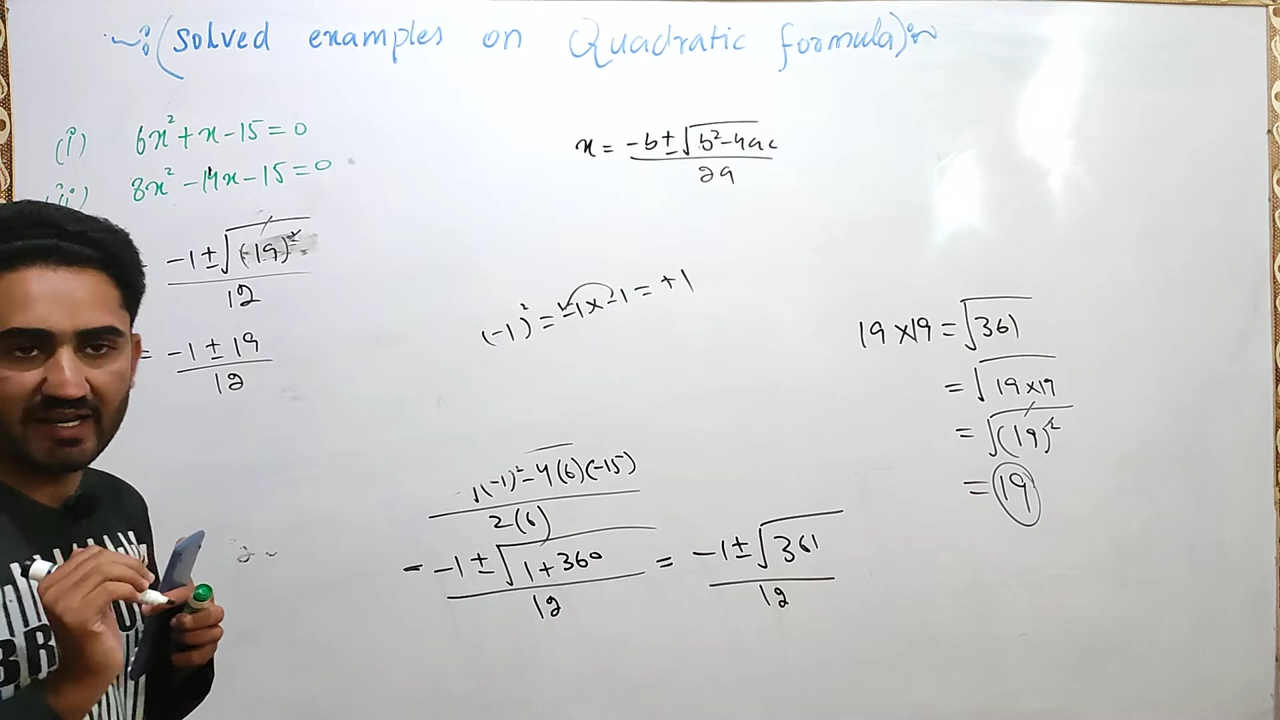 (Solved examples on Quadratic formula)
(i) 6x²+x-15=0
(ii) 8x²-14x-15=0
x = -b±√b²-4ac / 2a
-1±√(19)² / 12
= -1±19 / 12
(-1)² = -1×-1 = +1
19×19 = √361
= √19×19
= √(19)²
= 19
√(-1)²-4(6)(-15) / 2(6)
= -1±√1+360 / 12 = -1±√361 / 12